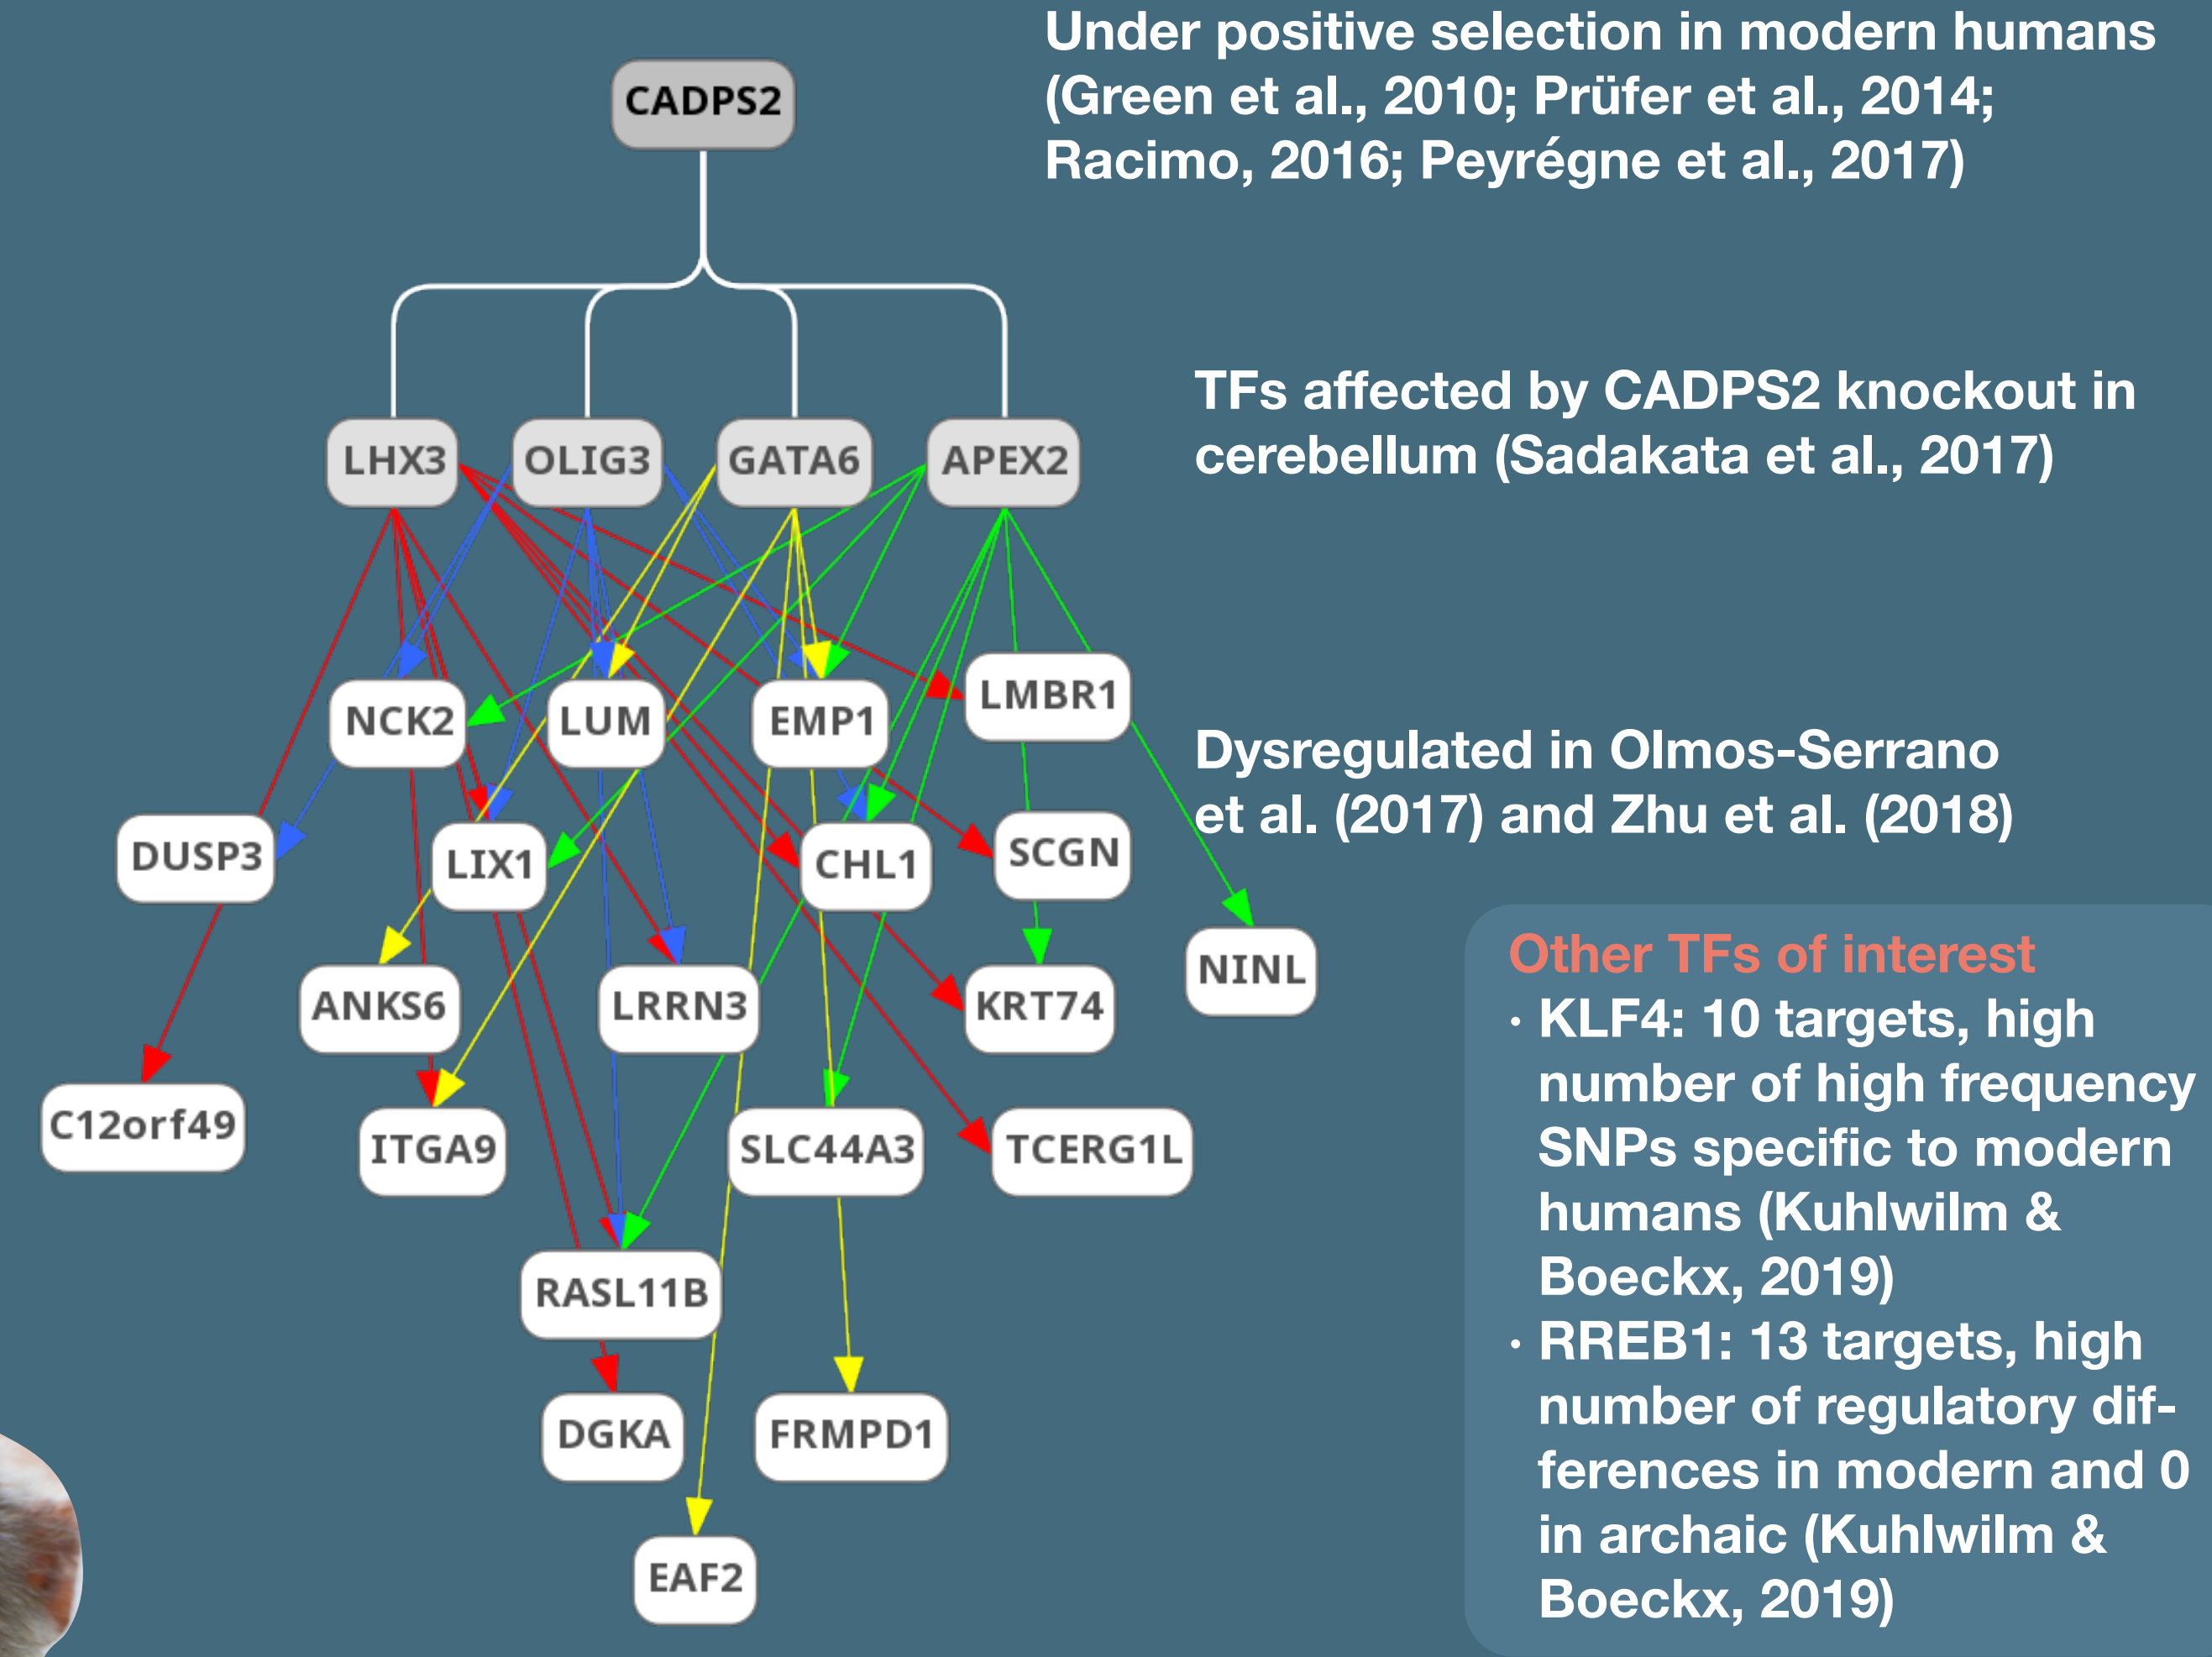 Under positive selection in modern humans
(Green et al., 2010; Prüfer et al., 2014;
Racimo, 2016; Peyrégne et al., 2017)
CADPS2
TFs affected by CADPS2 knockout in
cerebellum (Sadakata et al., 2017)
LHX3
OLIG3
GATA6
APEX2
NCK2
LUM
EMP1
LMBR1
Dysregulated in Olmos-Serrano
et al. (2017) and Zhu et al. (2018)
DUSP3
LIX1
CHL1
SCGN
ANKS6
LRRN3
KRT74
NINL
C12orf49
ITGA9
SLC44A3
TCERG1L
RASL11B
DGKA
FRMPD1
EAF2
Other TFs of interest
· KLF4: 10 targets, high
number of high frequency
SNPs specific to modern
humans (Kuhlwilm &
Boeckx, 2019)
· RREB1: 13 targets, high
number of regulatory dif-
ferences in modern and 0
in archaic (Kuhlwilm &
Boeckx, 2019)